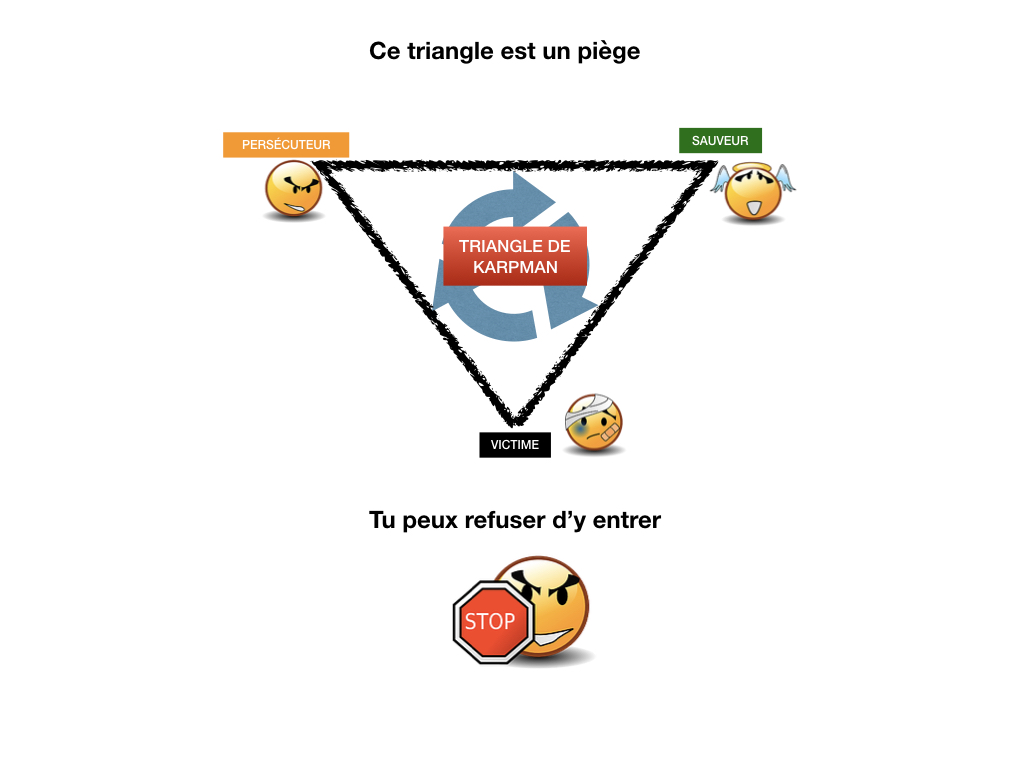 Ce triangle est un piège
PERSÉCUTEUR
SAUVEUR
TRIANGLE DE
KARPMAN
VICTIME
Tu peux refuser d’y entrer
STOP